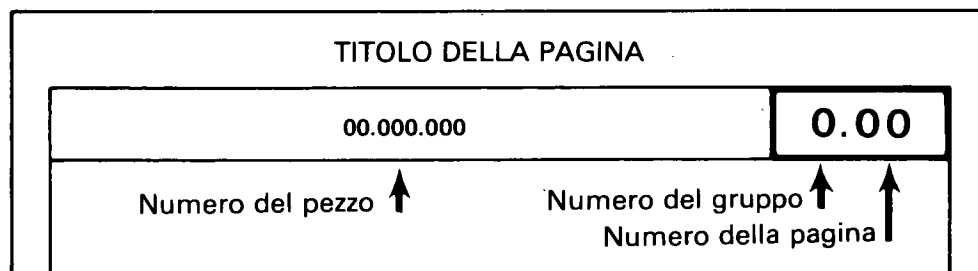 TITOLO DELLA PAGINA
00.000.000 0.00
Numero del pezzo Numero del gruppo
Numero della pagina